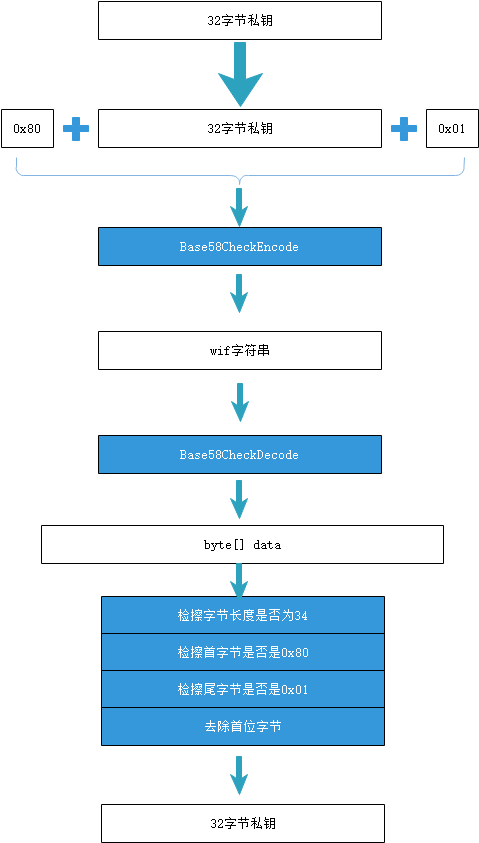 32字节私钥
0x80
32字节私钥
0x01
Base58CheckEncode
wif字符串
Base58CheckDecode
byte[] data
检擦字节长度是否为34
检擦首字节是否是0x80
检擦尾字节是否是0x01
去除首位字节
32字节私钥